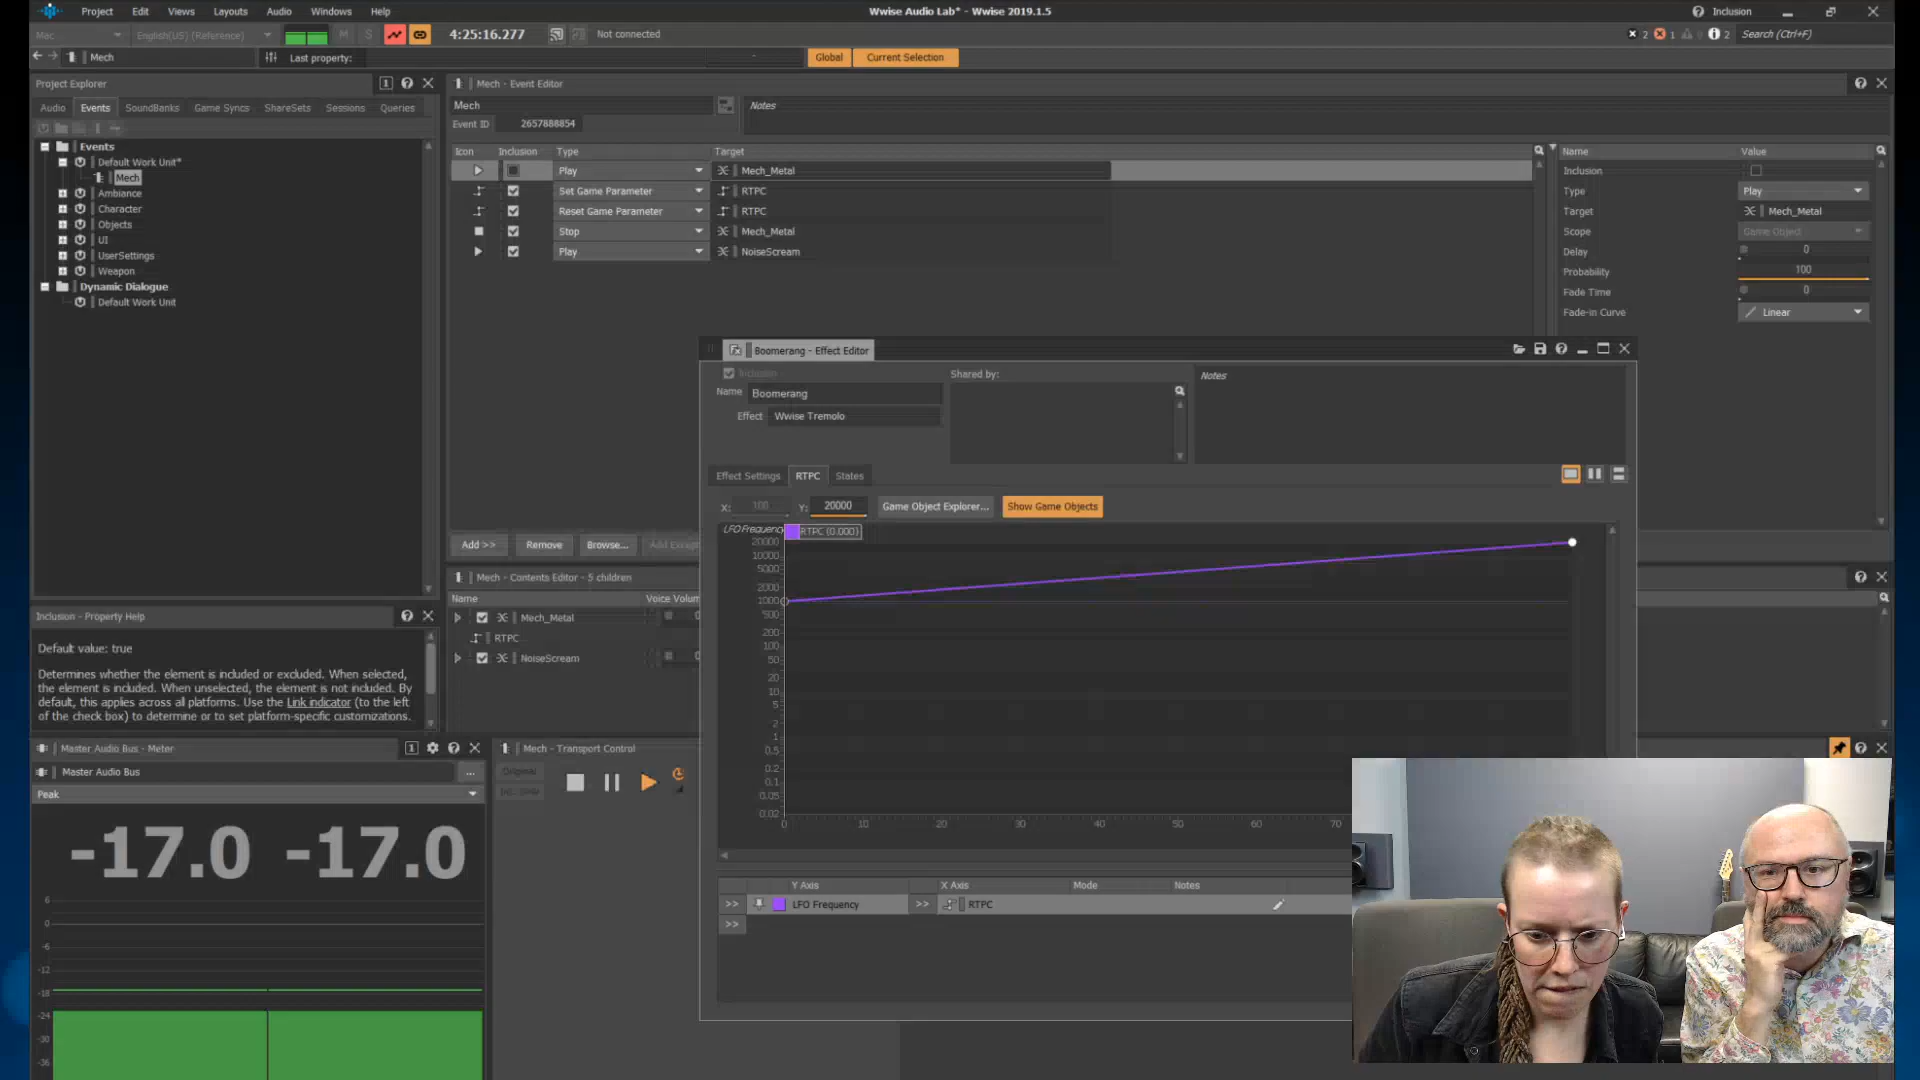 Project Edit Views Layouts Audio Windows Help
Wwise Audio Lab* - Wwise 2019.1.5
Inclusion
Mac
English(US) (Reference)
M S
4:25:16.277
Not connected
2 1 2
Search (Ctrl+F)
Mech
Last property:
Global
Current Selection
Project Explorer
1
Audio Events SoundBanks Game Syncs ShareSets Sessions Queries
Events
Default Work Unit*
Mech
Ambiance
Character
Objects
UI
UserSettings
Weapon
Dynamic Dialogue
Default Work Unit
Mech - Event Editor
Mech
Notes
Event ID 2657888854
Icon Inclusion Type Target
Play Mech_Metal
Set Game Parameter RTPC
Reset Game Parameter RTPC
Stop Mech_Metal
Play NoiseScream
Name Value
Inclusion
Type Play
Target Mech_Metal
Scope Game Object
Delay 0
Probability 100
Fade Time 0
Fade-in Curve Linear
Add >> Remove Browse...
Mech - Contents Editor - 5 children
Name Voice Volum
Mech_Metal 0
RTPC
NoiseScream 0
Inclusion - Property Help
Default value: true
Determines whether the element is included or excluded. When selected,
the element is included. When unselected, the element is not included. By
default, this applies across all platforms. Use the Link indicator (to the left
of the check box) to determine or to set platform-specific customizations.
Master Audio Bus - Meter
1
Master Audio Bus
...
Peak
-17.0 -17.0
6
0
-6
-12
-18
-24
-30
-36
Mech - Transport Control
Original
Boomerang - Effect Editor
Inclusion
Name Boomerang
Effect Wwise Tremolo
Shared by:
Notes
Effect Settings RTPC States
X: 100 Y: 20000 Game Object Explorer... Show Game Objects
LFO Frequency
RTPC (0.000)
20000
10000
5000
2000
1000
500
200
100
50
20
10
5
2
1
0.5
0.2
0.1
0.05
0.02
0 10 20 30 40 50 60 70
Y Axis X Axis Mode Notes
>> LFO Frequency >> RTPC
>>